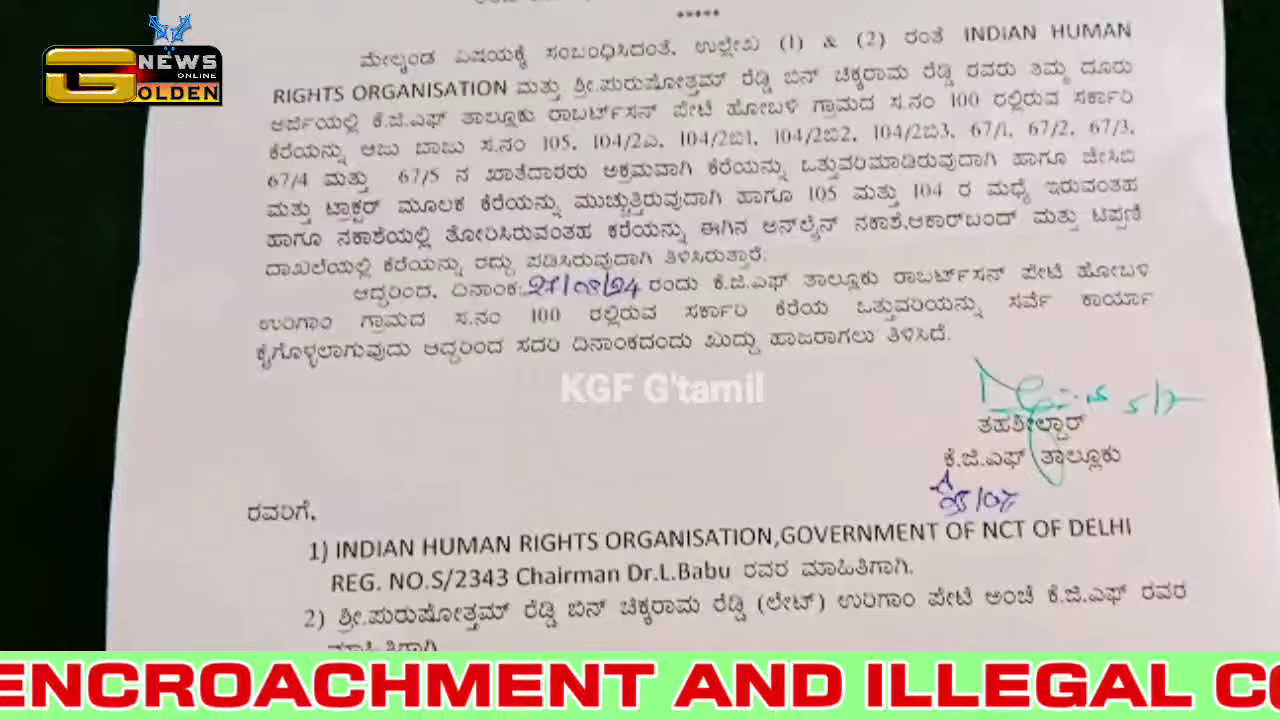 *****
NEWS
ONLINE
GOLDEN
ಮೇಲ್ಕಂಡ ವಿಷಯಕ್ಕೆ ಸಂಬಂಧಿಸಿದಂತೆ, ಉಲ್ಲೇಖ (1) & (2) ರಂತೆ INDIAN HUMAN
RIGHTS ORGANISATION ಮತ್ತು ಶ್ರೀ.ಪುರುಷೋತ್ತಮ್ ರೆಡ್ಡಿ ಬಿನ್ ಚಿಕ್ಕರಾಮ ರೆಡ್ಡಿ ರವರು ತಿಮ್ಮ ದೂರು
ಅರ್ಜಿಯಲ್ಲಿ ಕೆ.ಜಿ.ಎಫ್ ತಾಲ್ಲೂಕು ರಾಬರ್ಟ್‌ಸನ್ ಪೇಟೆ ಹೋಬಳಿ ಗ್ರಾಮದ ಸ.ನಂ 100 ರಲ್ಲಿರುವ ಸರ್ಕಾರಿ
ಕೆರೆಯನ್ನು ಆಜು ಬಾಜು ಸ.ನಂ 105, 104/2ಎ, 104/2ಬಿ1, 104/2ಬಿ2, 104/2ಬಿ3, 67/1, 67/2, 67/3,
67/4 ಮತ್ತು 67/5 ನ ಖಾತೆದಾರರು ಅಕ್ರಮವಾಗಿ ಕೆರೆಯನ್ನು ಒತ್ತುವರಿಮಾಡಿರುವುದಾಗಿ ಹಾಗೂ ಜೇಸಿಬಿ
ಮತ್ತು ಟ್ರಾಕ್ಟರ್ ಮೂಲಕ ಕೆರೆಯನ್ನು ಮುಚ್ಚುತ್ತಿರುವುದಾಗಿ ಹಾಗೂ 105 ಮತ್ತು 104 ರ ಮಧ್ಯೆ ಇರುವಂತಹ
ಹಾಗೂ ನಕಾಶೆಯಲ್ಲಿ ತೋರಿಸಿರುವಂತಹ ಕರೆಯನ್ನು ಈಗಿನ ಆನ್‌ಲೈನ್ ನಕಾಶೆ,ಆಕಾರ್‌ಬಂದ್ ಮತ್ತು ಟಿಪ್ಪಣಿ
ದಾಖಲೆಯಲ್ಲಿ ಕೆರೆಯನ್ನು ರದ್ದು ಪಡಿಸಿರುವುದಾಗಿ ತಿಳಿಸಿರುತ್ತಾರೆ.
ಆದ್ದರಿಂದ, ದಿನಾಂಕ: /08/24 ರಂದು ಕೆ.ಜಿ.ಎಫ್ ತಾಲ್ಲೂಕು ರಾಬರ್ಟ್‌ಸನ್ ಪೇಟೆ ಹೋಬಳಿ
ಉರಿಗಾಂ ಗ್ರಾಮದ ಸ.ನಂ 100 ರಲ್ಲಿರುವ ಸರ್ಕಾರಿ ಕೆರೆಯ ಒತ್ತುವರಿಯನ್ನು ಸರ್ವೆ ಕಾರ್ಯಾ
ಕೈಗೊಳ್ಳಲಾಗುವುದು ಆದ್ದರಿಂದ ಸದರಿ ದಿನಾಂಕದಂದು ಖುದ್ದು ಹಾಜರಾಗಲು ತಿಳಿಸಿದೆ.
KGF G'tamil
ತಹಶೀಲ್ದಾರ್
ಕೆ.ಜಿ.ಎಫ್ ತಾಲ್ಲೂಕು
ರವರಿಗೆ,
1) INDIAN HUMAN RIGHTS ORGANISATION,GOVERNMENT OF NCT OF DELHI
REG. NO.S/2343 Chairman Dr.L.Babu ರವರ ಮಾಹಿತಿಗಾಗಿ.
2) ಶ್ರೀ.ಪುರುಷೋತ್ತಮ್ ರೆಡ್ಡಿ ಬಿನ್ ಚಿಕ್ಕರಾಮ ರೆಡ್ಡಿ (ಲೇಟ್) ಉರಿಗಾಂ ಪೇಟೆ ಅಂಚೆ ಕೆ.ಜಿ.ಎಫ್ ರವರ
ENCROACHMENT AND ILLEGAL CO